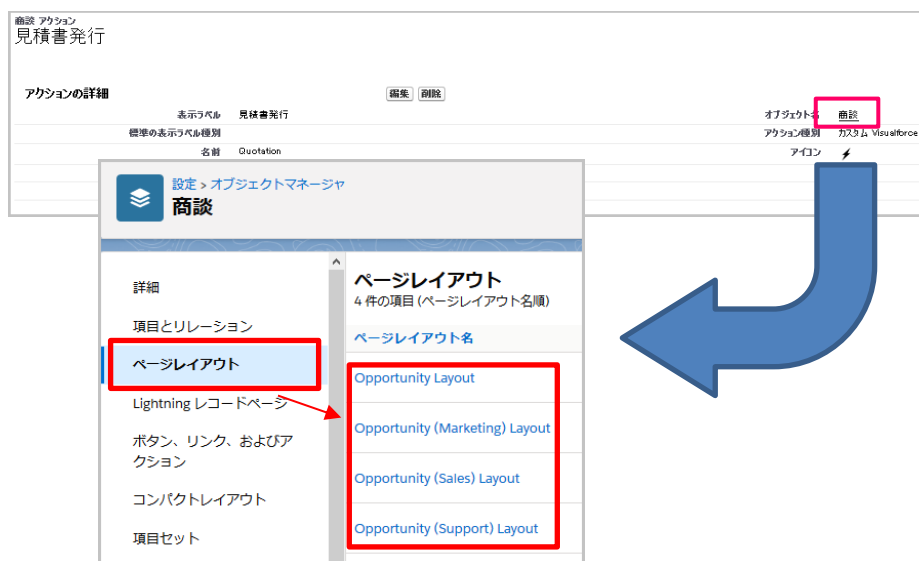 商談 アクション
見積書発行
アクションの詳細
編集 削除
表示ラベル 見積書発行
オブジェクト名 商談
標準の表示ラベル種別
アクション種別 カスタム Visualforce
名前 Quotation
アイコン
設定 > オブジェクトマネージャ
商談
詳細
項目とリレーション
ページレイアウト
Lightning レコードページ
ボタン、リンク、およびア
クション
コンパクトレイアウト
項目セット
ページレイアウト
4 件の項目 (ページレイアウト名順)
ページレイアウト名
Opportunity Layout
Opportunity (Marketing) Layout
Opportunity (Sales) Layout
Opportunity (Support) Layout